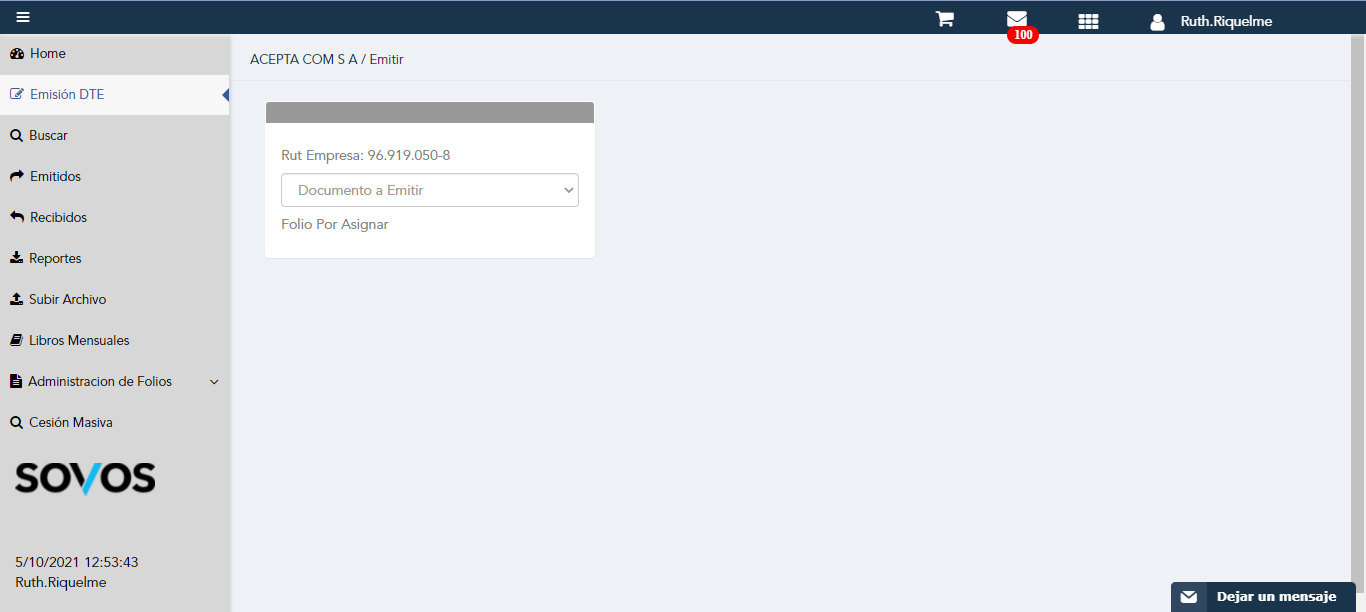 Ruth.Riquelme
100
Home
ACEPTA COM S A / Emitir
Emisión DTE
Buscar
Emitidos
Recibidos
Reportes
Subir Archivo
Libros Mensuales
Administracion de Folios
Cesión Masiva
Rut Empresa: 96.919.050-8
Documento a Emitir
Folio Por Asignar
SOVOS
5/10/2021 12:53:43
Ruth.Riquelme
Dejar un mensaje